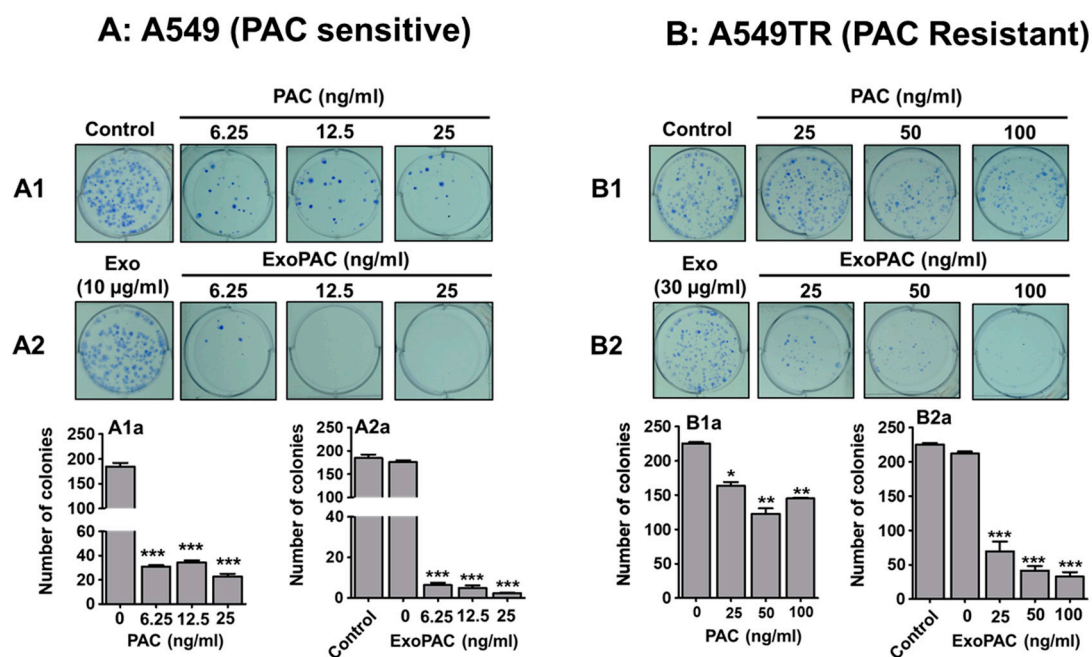 A: A549 (PAC sensitive)
PAC (ng/ml)
Control 6.25 12.5 25
A1
Exo
(10 µg/ml)
ExoPAC (ng/ml)
6.25 12.5 25
A2
A1a
Number of colonies
250
200
150
100
60
40
20
0
***
***
***
0 6.25 12.5 25
PAC (ng/ml)
A2a
Number of colonies
250
200
150
100
40
20
0
***
***
***
Control 0 6.25 12.5 25
ExoPAC (ng/ml)
B: A549TR (PAC Resistant)
PAC (ng/ml)
Control 25 50 100
B1
Exo
(30 µg/ml)
ExoPAC (ng/ml)
25 50 100
B2
B1a
Number of colonies
250
200
150
100
50
0
*
**
**
0 25 50 100
PAC (ng/ml)
B2a
Number of colonies
250
200
150
100
50
0
***
***
***
Control 0 25 50 100
ExoPAC (ng/ml)